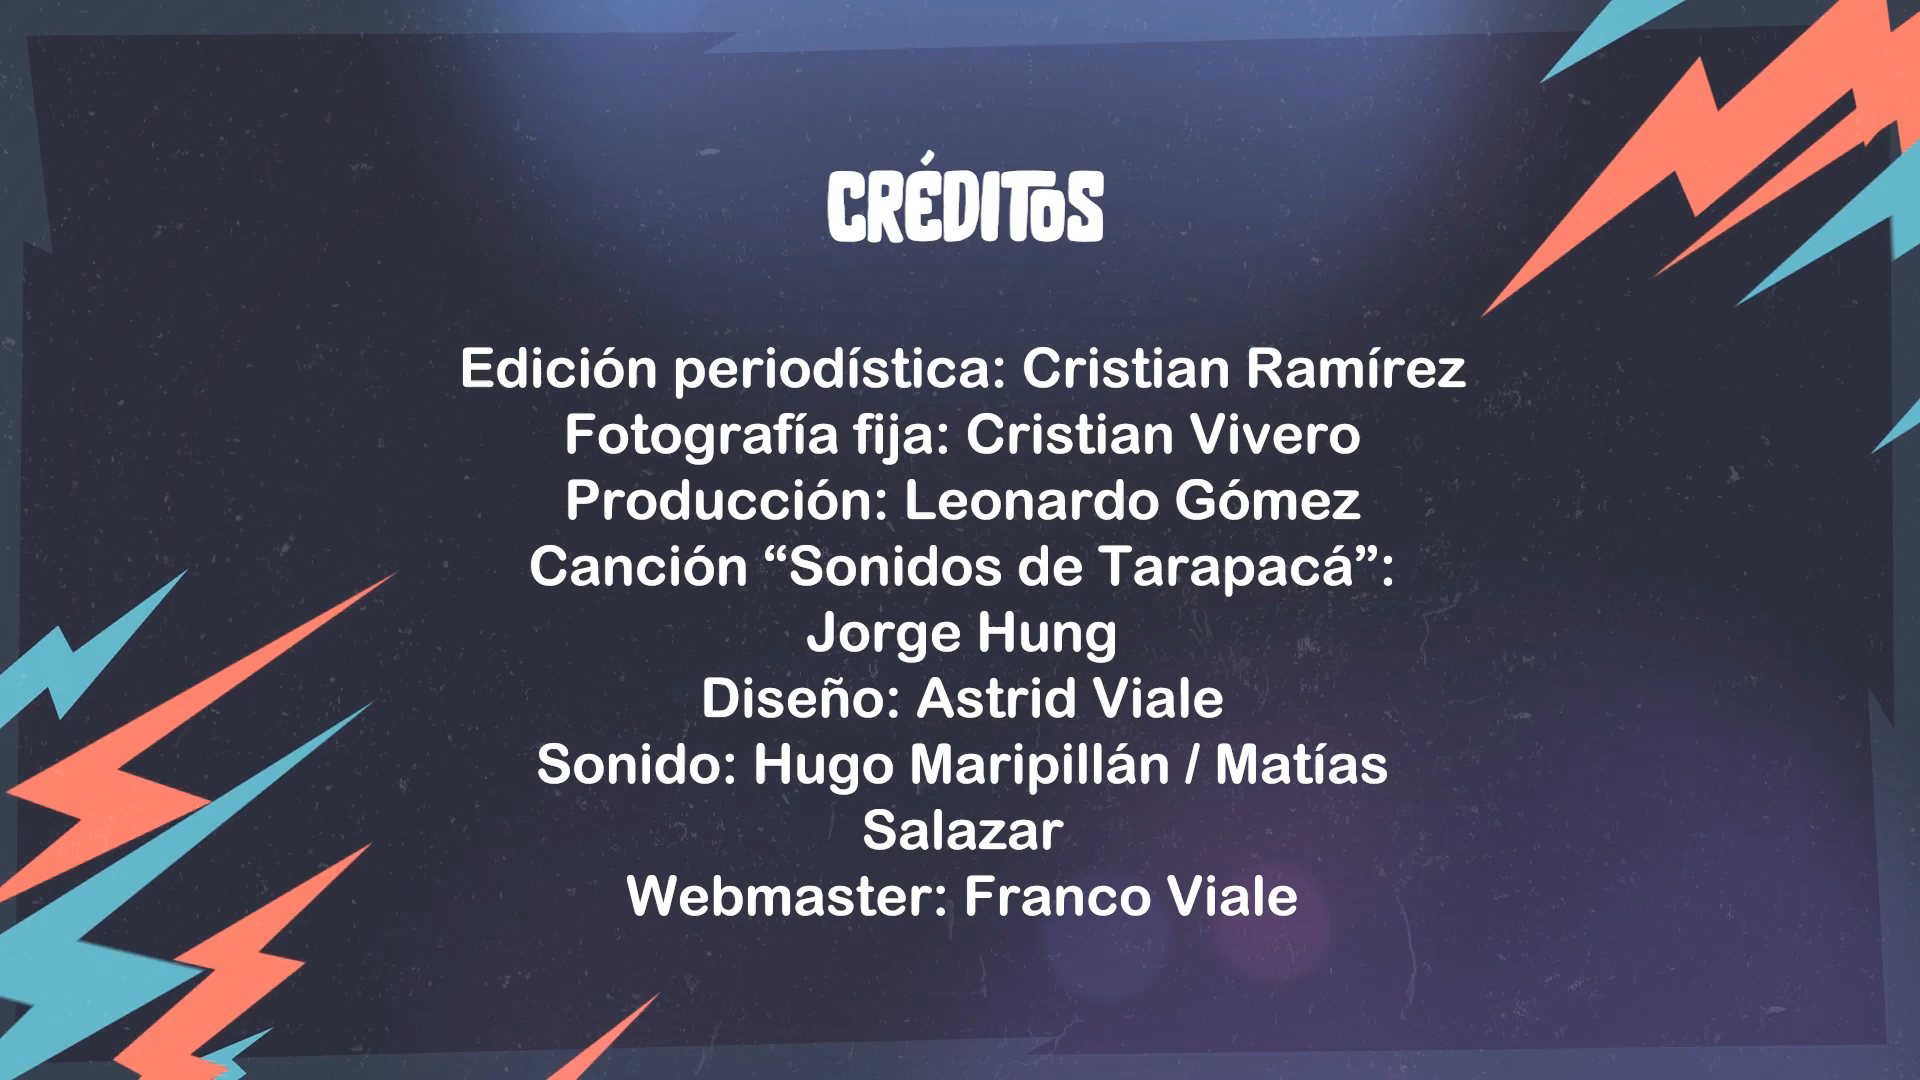 CRÉDITOS
Edición periodística: Cristian Ramírez
Fotografía fija: Cristian Vivero
Producción: Leonardo Gómez
Canción “Sonidos de Tarapacá”:
Jorge Hung
Diseño: Astrid Viale
Sonido: Hugo Maripillán / Matías
Salazar
Webmaster: Franco Viale